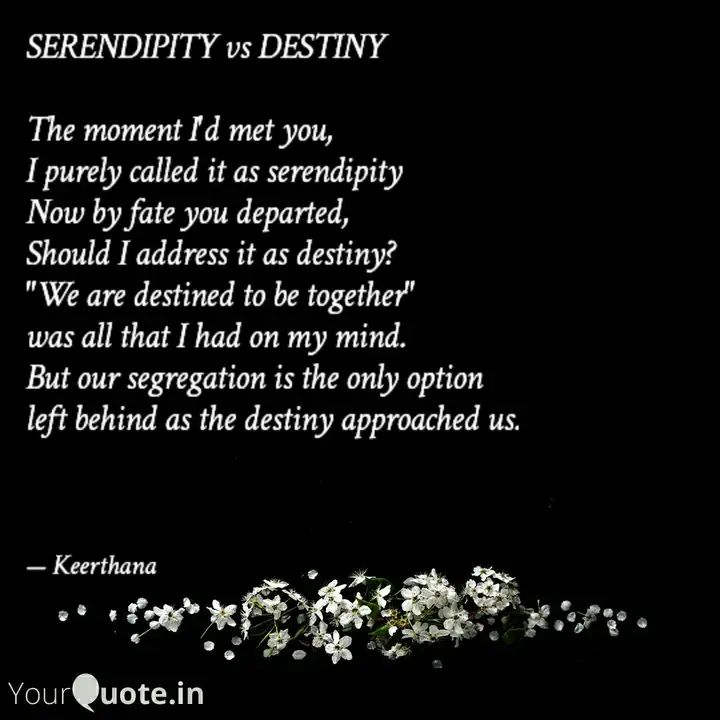 SERENDIPITY vs DESTINY
The moment I'd met you,
I purely called it as serendipity
Now by fate you departed,
Should I address it as destiny?
"We are destined to be together"
was all that I had on my mind.
But our segregation is the only option
left behind as the destiny approached us.
— Keerthana
YourQuote.in